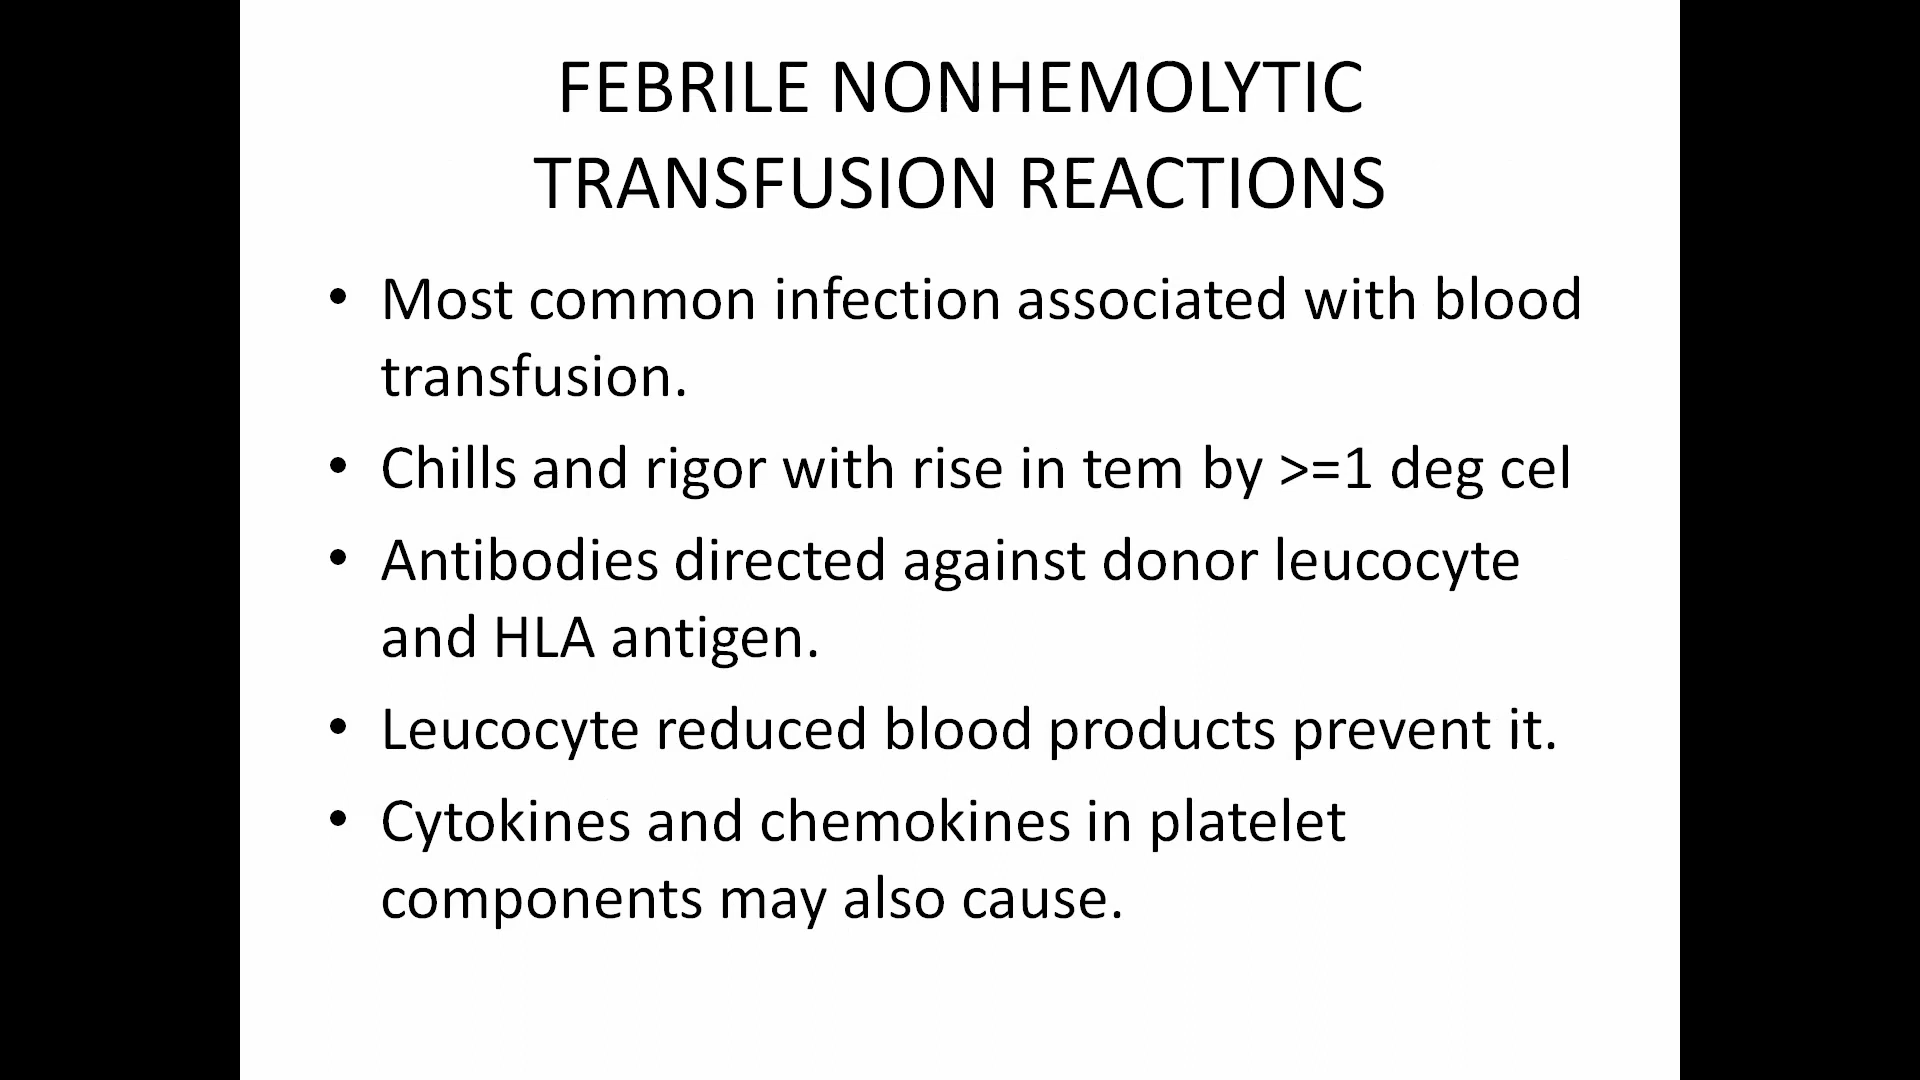 FEBRILE NONHEMOLYTIC
TRANSFUSION REACTIONS
• Most common infection associated with blood
transfusion.
• Chills and rigor with rise in tem by >=1 deg cel
• Antibodies directed against donor leucocyte
and HLA antigen.
• Leucocyte reduced blood products prevent it.
• Cytokines and chemokines in platelet
components may also cause.